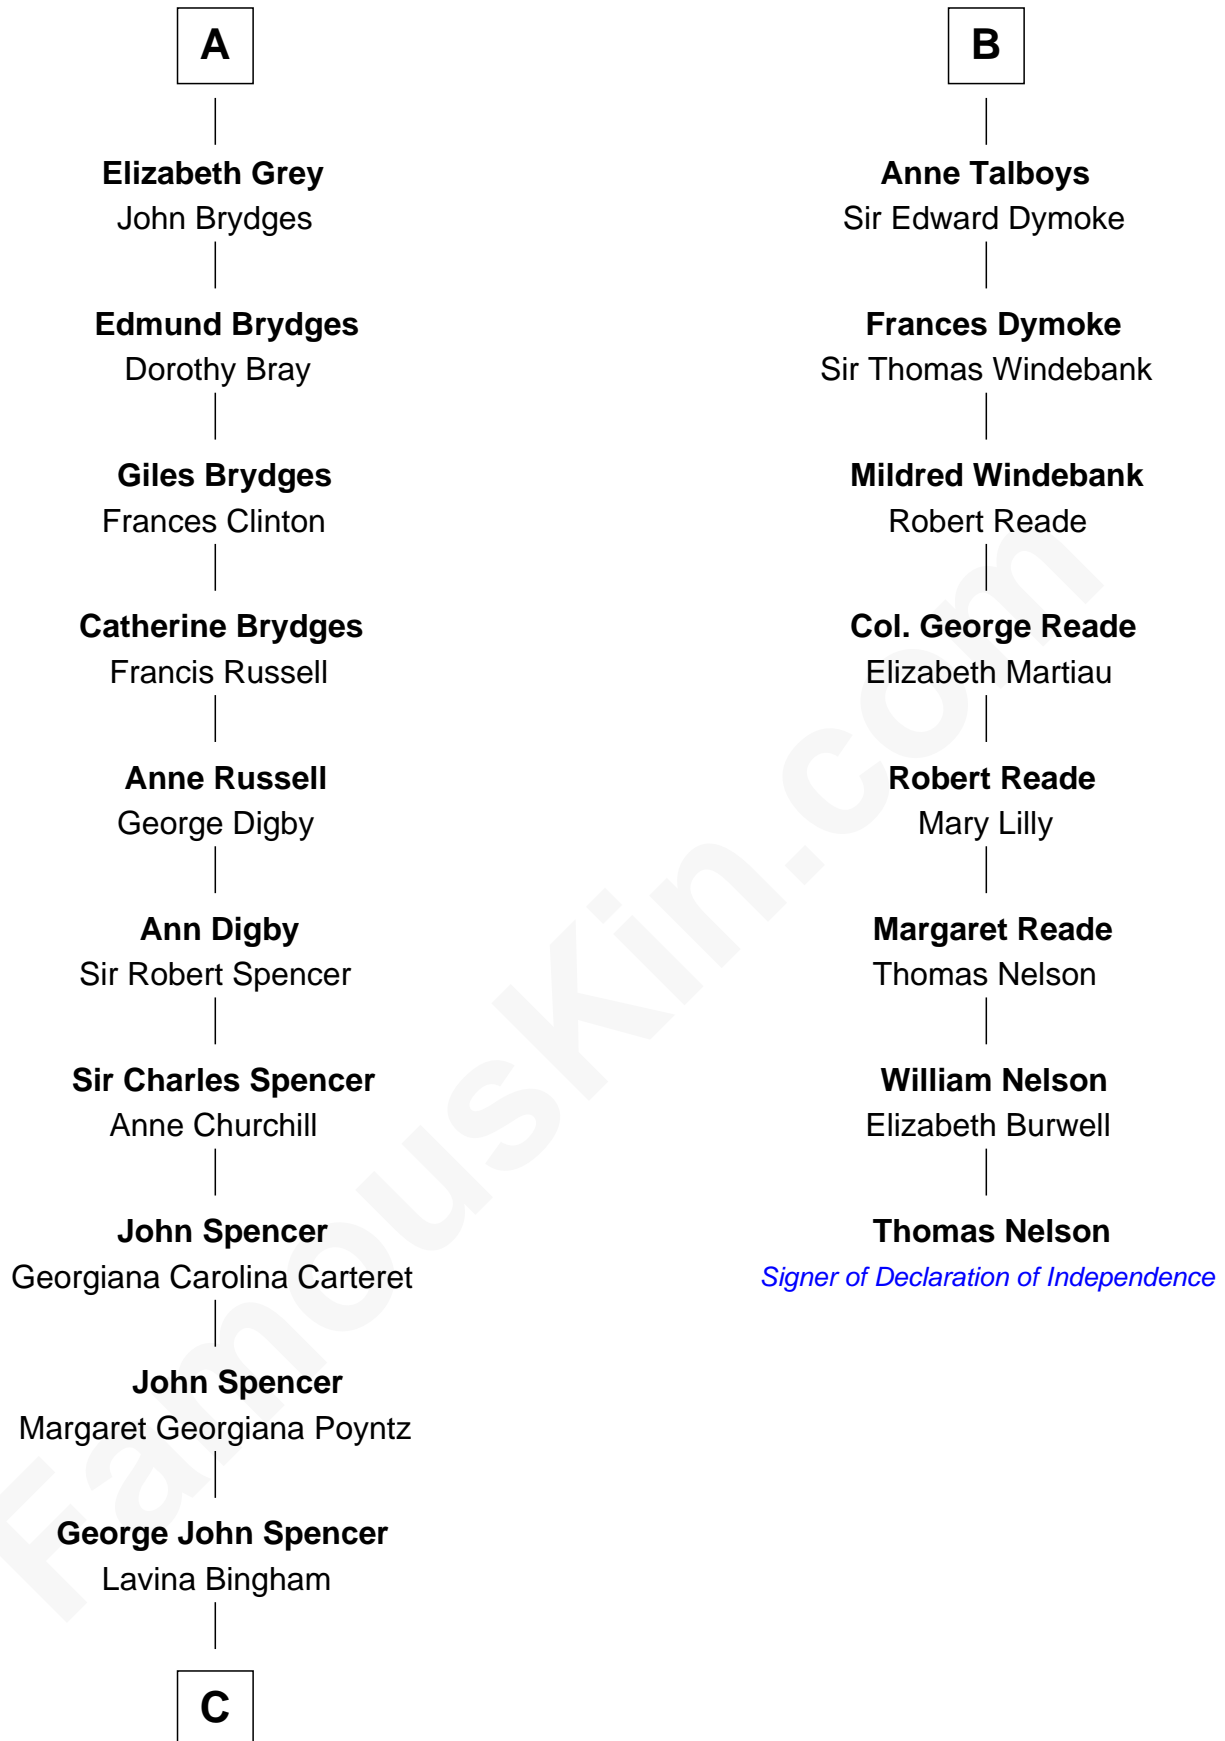 A
Elizabeth Grey
John Brydges
Edmund Brydges
Dorothy Bray
Giles Brydges
Frances Clinton
Catherine Brydges
Francis Russell
Anne Russell
George Digby
Ann Digby
Sir Robert Spencer
Sir Charles Spencer
Anne Churchill
John Spencer
Georgiana Carolina Carteret
John Spencer
Margaret Georgiana Poyntz
George John Spencer
Lavina Bingham
C
B
Anne Talboys
Sir Edward Dymoke
Frances Dymoke
Sir Thomas Windebank
Mildred Windebank
Robert Reade
Col. George Reade
Elizabeth Martiau
Robert Reade
Mary Lilly
Margaret Reade
Thomas Nelson
William Nelson
Elizabeth Burwell
Thomas Nelson
Signer of Declaration of Independence
FamousKin.com